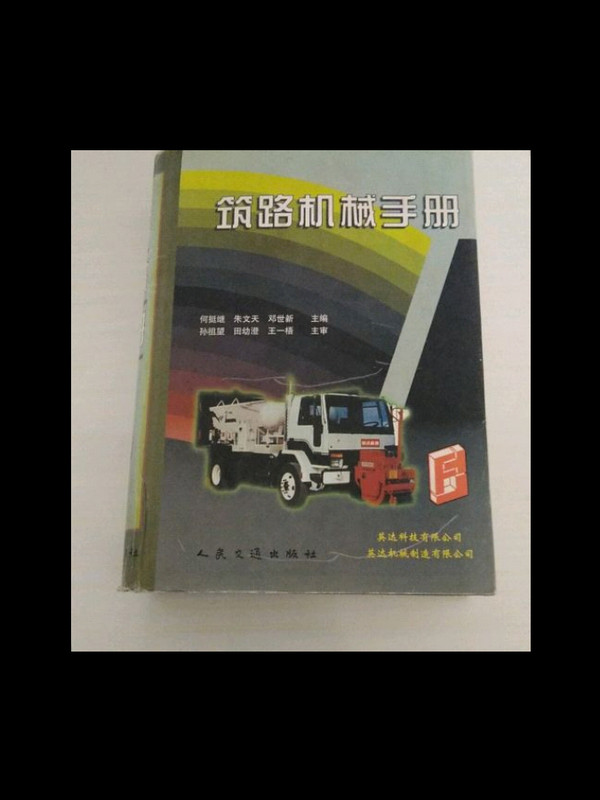 筑路机械手册
何挺继 朱文天 邓世新 主编
孙祖望 田幼澄 王一梧 主审
人民交通出版社
英达科技有限公司
英达机械制造有限公司